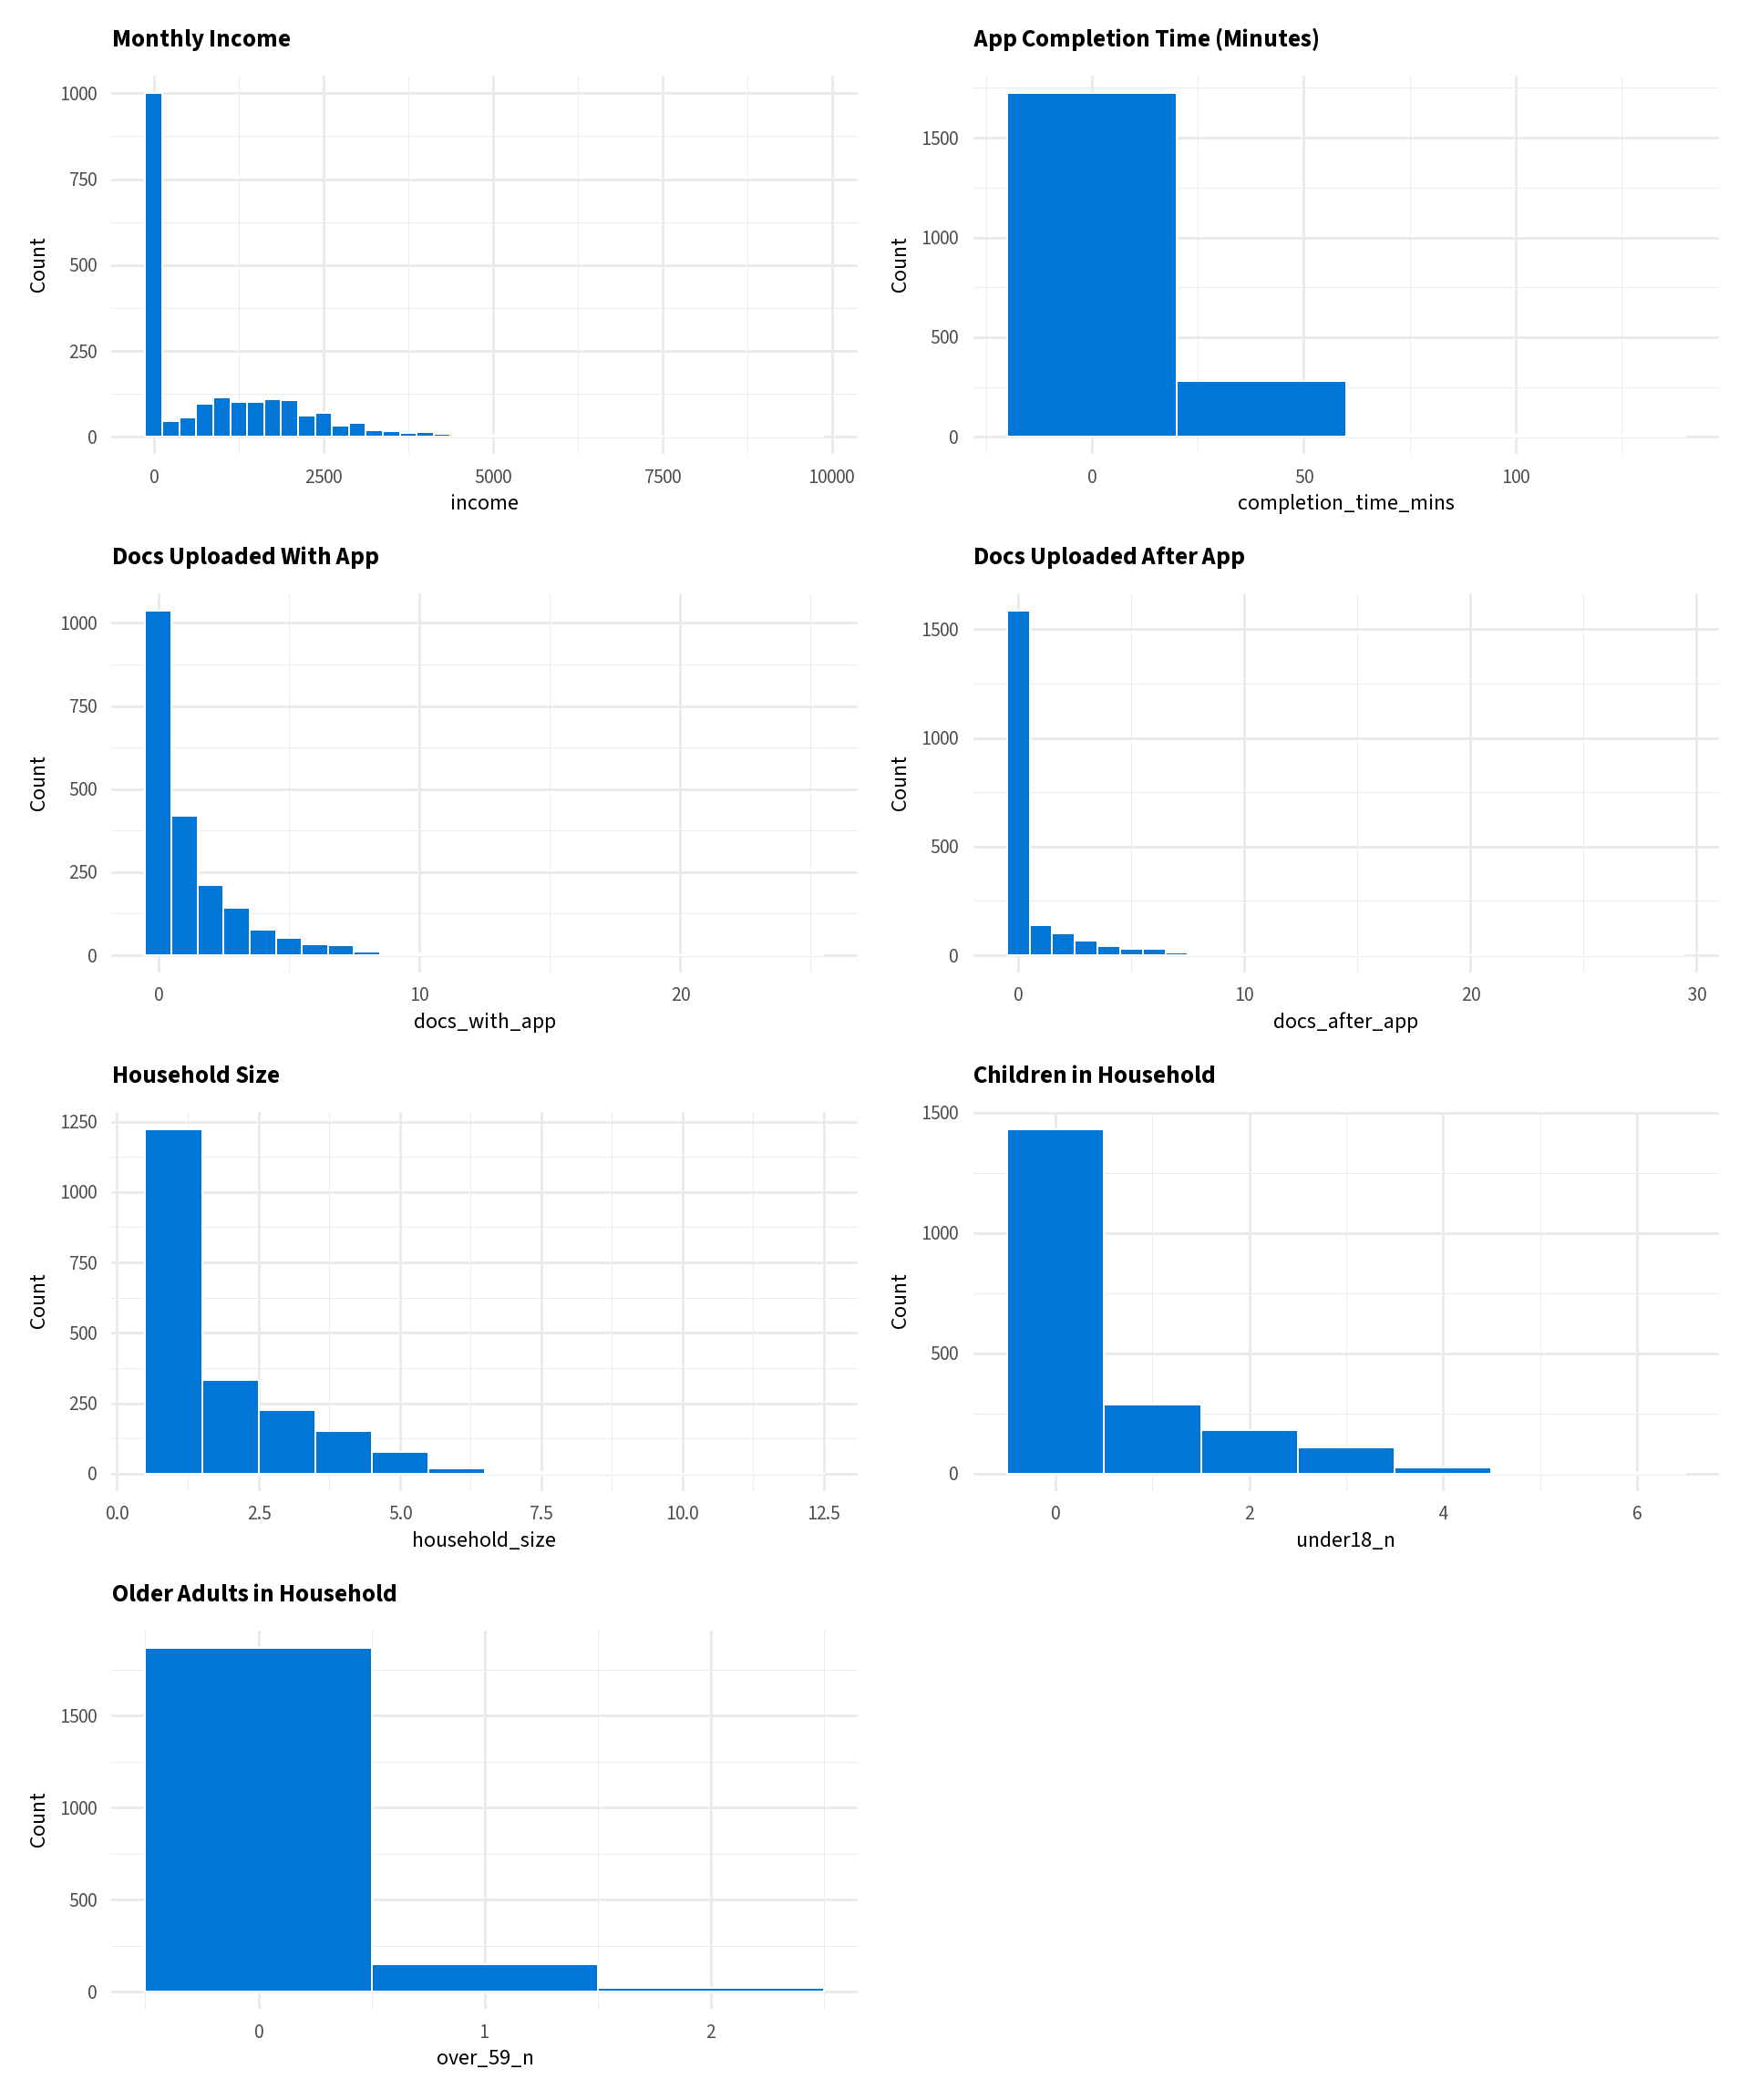 Monthly Income
1000
750
500
250
0
Count
0 2500 5000 7500 10000
income
App Completion Time (Minutes)
1500
1000
500
0
Count
0 50 100
completion_time_mins
Docs Uploaded With App
1000
750
500
250
0
Count
0 10 20
docs_with_app
Docs Uploaded After App
1500
1000
500
0
Count
0 10 20 30
docs_after_app
Household Size
1250
1000
750
500
250
0
Count
0.0 2.5 5.0 7.5 10.0 12.5
household_size
Children in Household
1500
1000
500
0
Count
0 2 4 6
under18_n
Older Adults in Household
1500
1000
500
0
Count
0 1 2
over_59_n